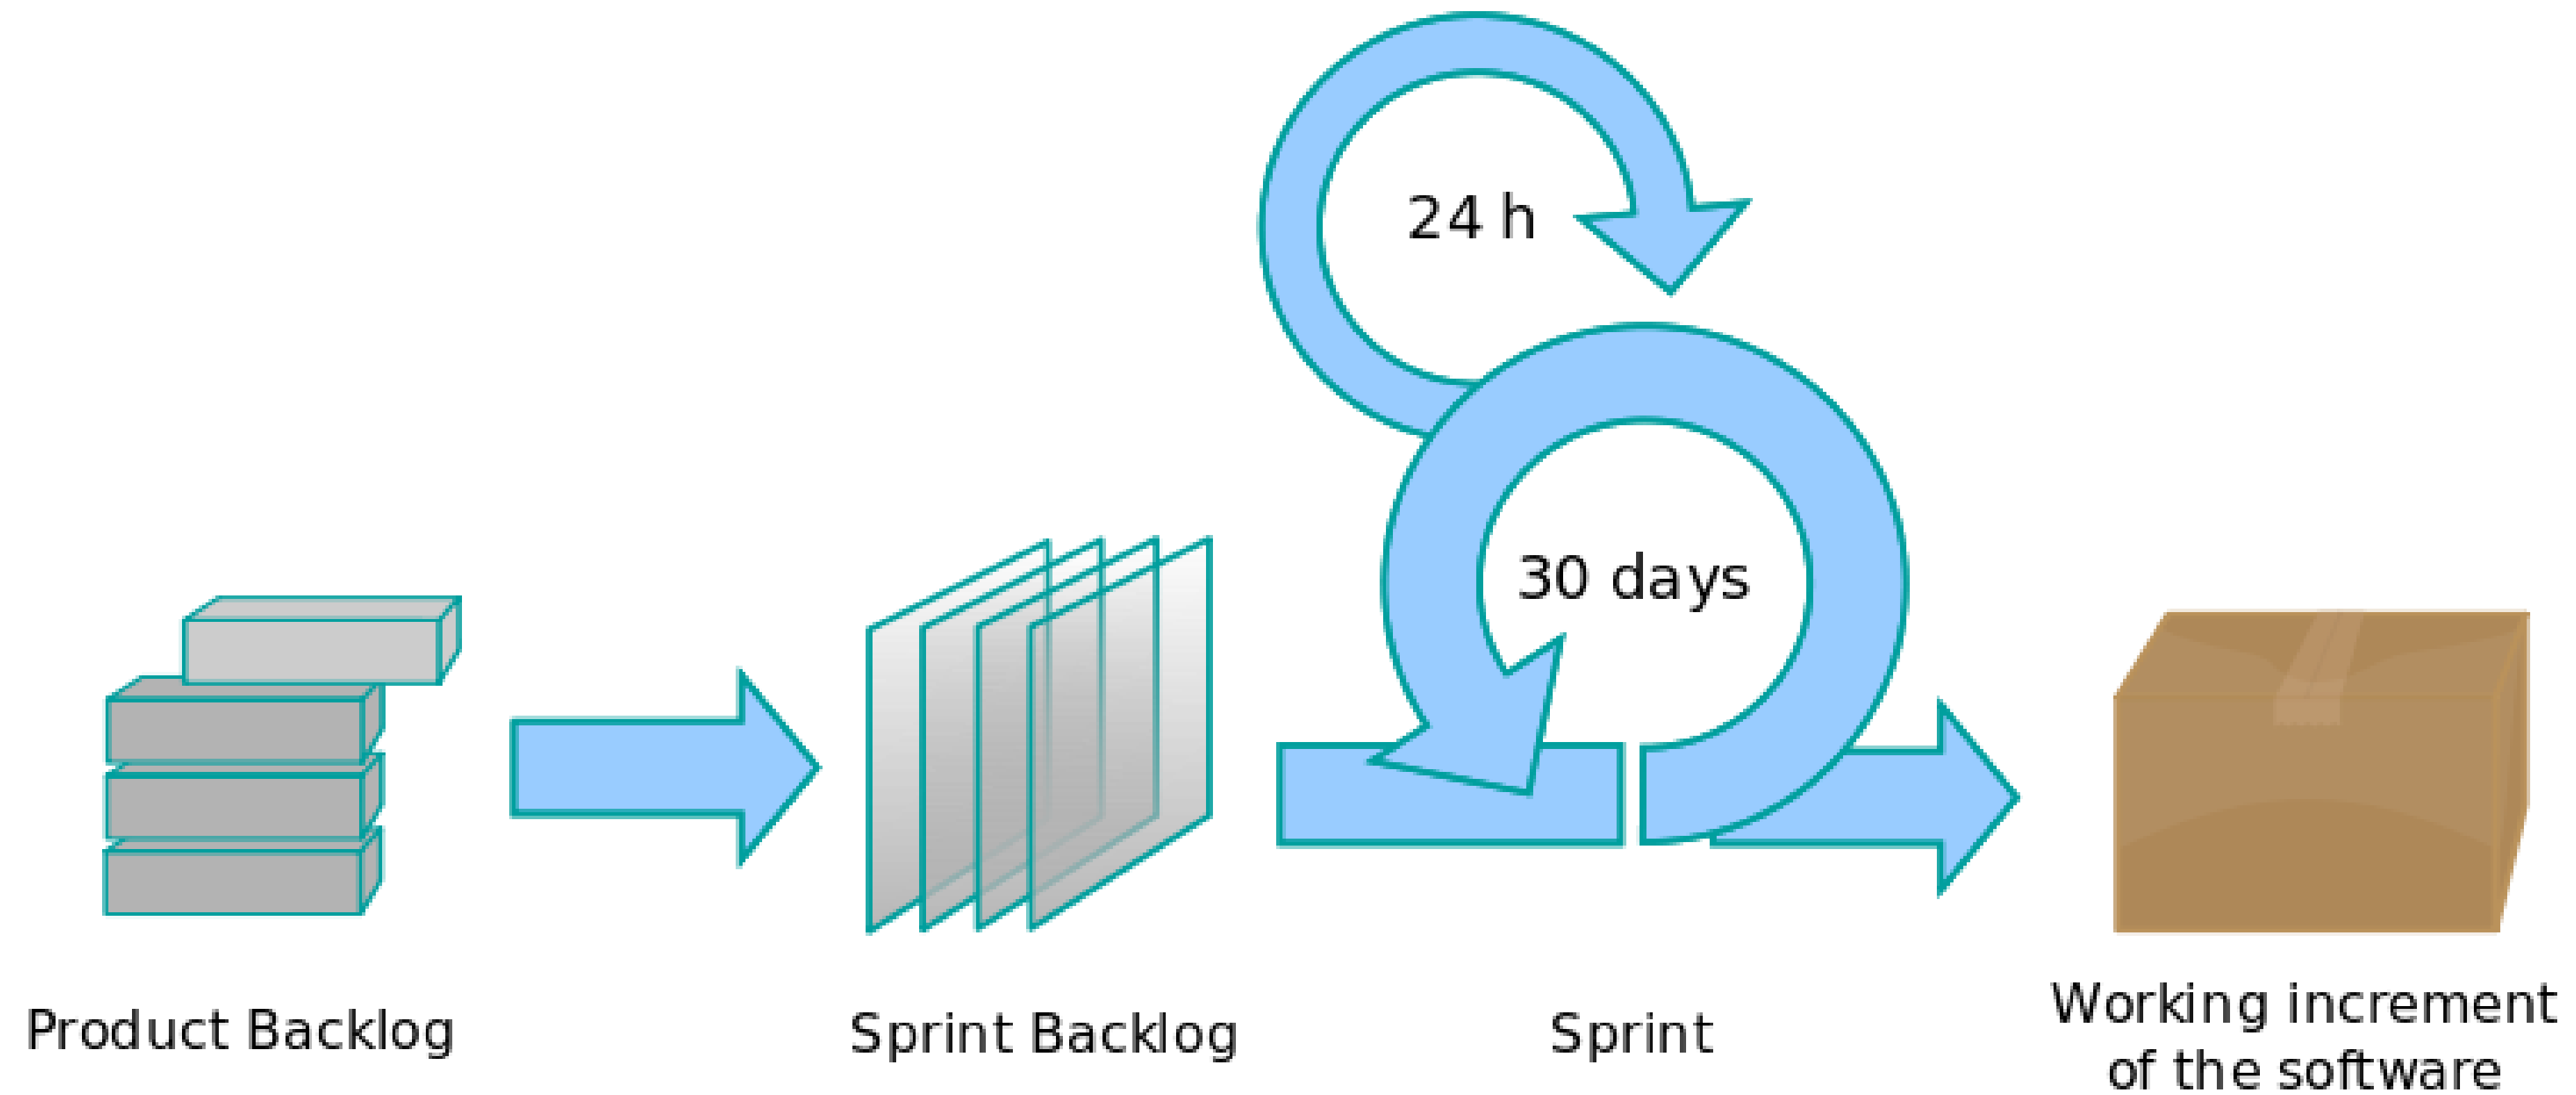 24 h
30 days
Product Backlog
Sprint Backlog
Sprint
Working increment
of the software